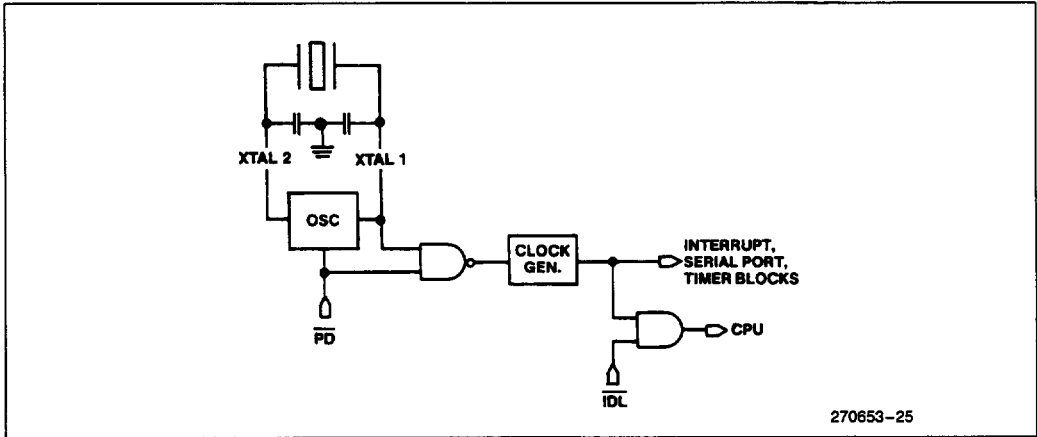 XTAL 2
XTAL 1
OSC
CLOCK
GEN.
INTERRUPT,
SERIAL PORT,
TIMER BLOCKS
PD
CPU
IDL
270653-25